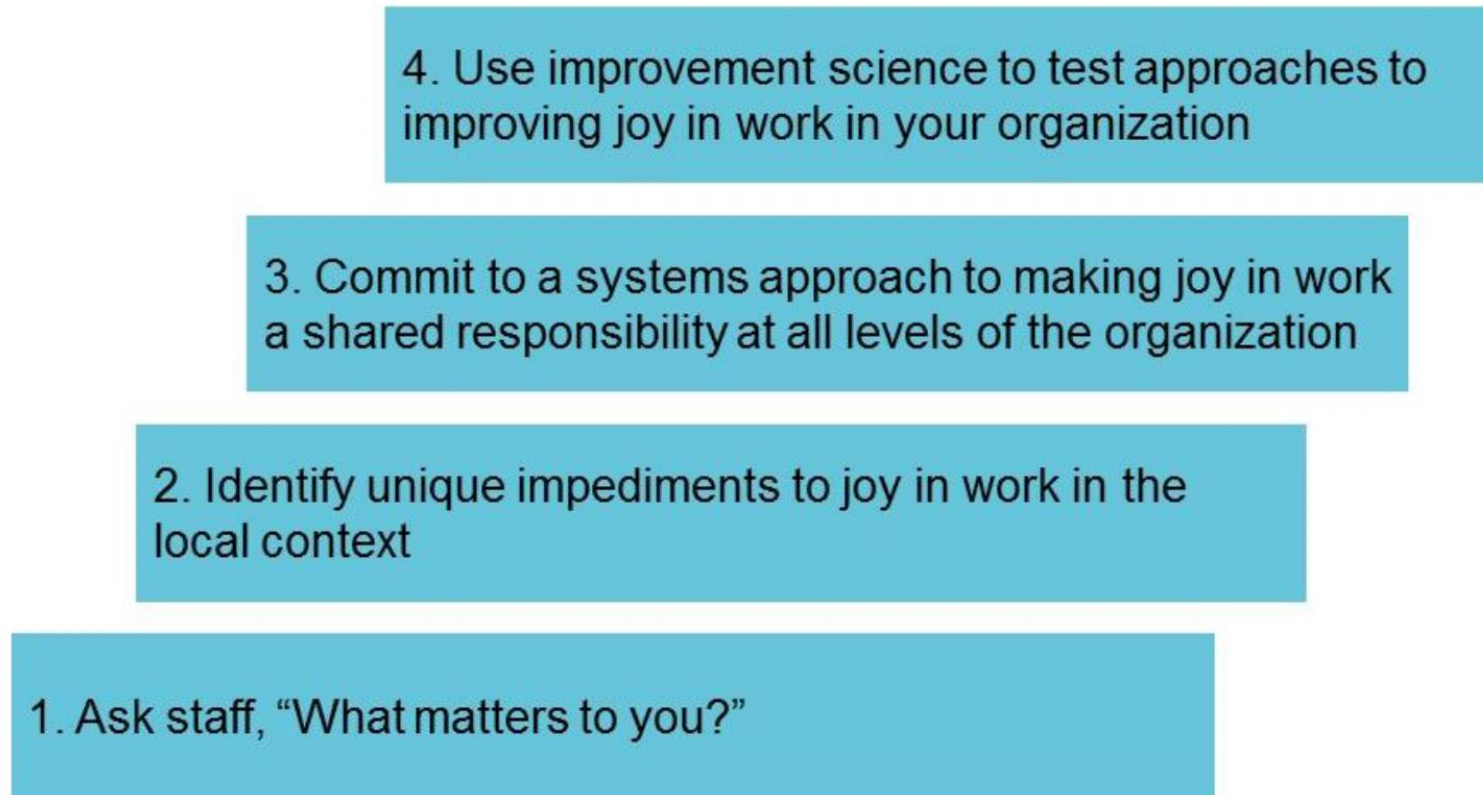 4. Use improvement science to test approaches to
improving joy in work in your organization
3. Commit to a systems approach to making joy in work
a shared responsibility at all levels of the organization
2. Identify unique impediments to joy in work in the
local context
1. Ask staff, “What matters to you?”